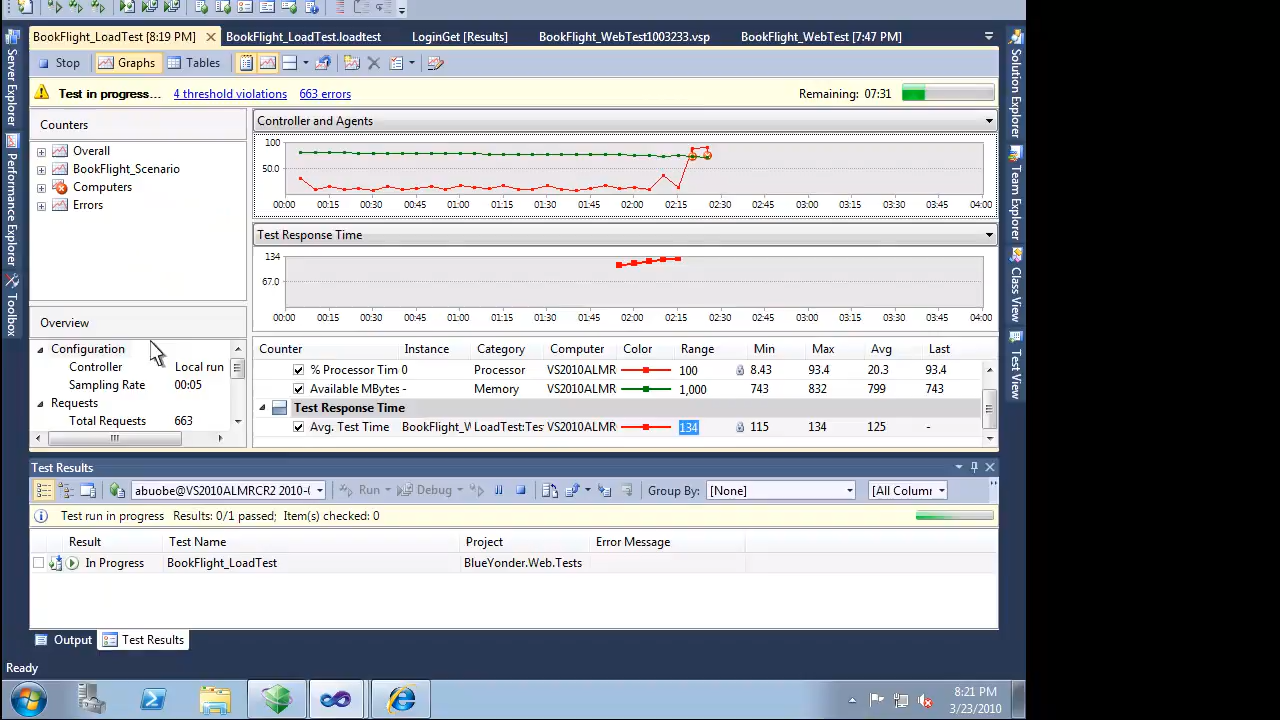 BookFlight_LoadTest [8:19 PM] BookFlight_LoadTest.loadtest LoginGet [Results] BookFlight_WebTest1003233.vsp BookFlight_WebTest [7:47 PM]
Stop Graphs Tables
Test in progress... 4 threshold violations 663 errors Remaining: 07:31
Server Explorer
Performance Explorer
Toolbox
Counters
Overall
BookFlight_Scenario
Computers
Errors
Controller and Agents
100
50.0
00:00 00:15 00:30 00:45 01:00 01:15 01:30 01:45 02:00 02:15 02:30 02:45 03:00 03:15 03:30 03:45 04:00
Test Response Time
134
67.0
00:00 00:15 00:30 00:45 01:00 01:15 01:30 01:45 02:00 02:15 02:30 02:45 03:00 03:15 03:30 03:45 04:00
Overview
Configuration
Controller Local run
Sampling Rate 00:05
Requests
Total Requests 663
Counter Instance Category Computer Color Range Min Max Avg Last
% Processor Tim 0 Processor VS2010ALMR 100 8.43 93.4 20.3 93.4
Available MBytes - Memory VS2010ALMR 1,000 743 832 799 743
Test Response Time
Avg. Test Time BookFlight_W LoadTest:Tes VS2010ALMR 134 115 134 125 -
Solution Explorer
Team Explorer
Class View
Test View
Test Results
abuobe@VS2010ALMRCR2 2010-( Run Debug Group By: [None] [All Colum
Test run in progress Results: 0/1 passed; Item(s) checked: 0
Result Test Name Project Error Message
In Progress BookFlight_LoadTest BlueYonder.Web.Tests
Output Test Results
Ready
8:21 PM
3/23/2010